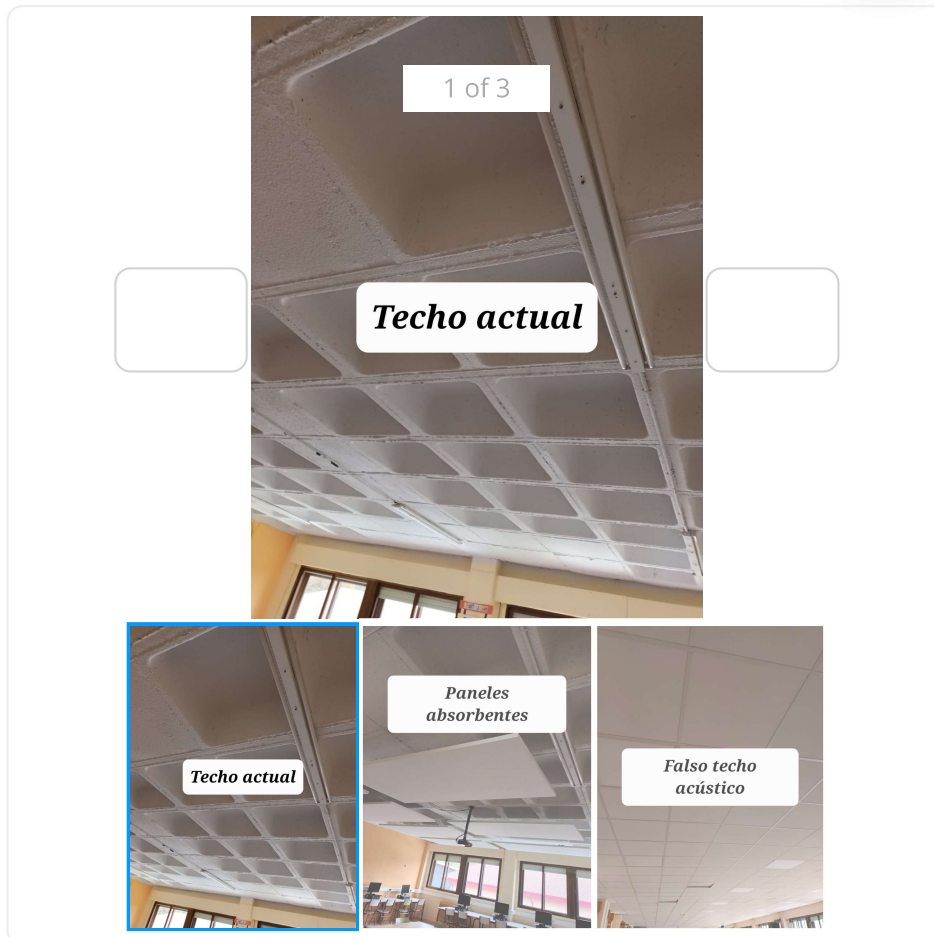 1 of 3
Techo actual
Techo actual
Paneles
absorbentes
Falso techo
acústico